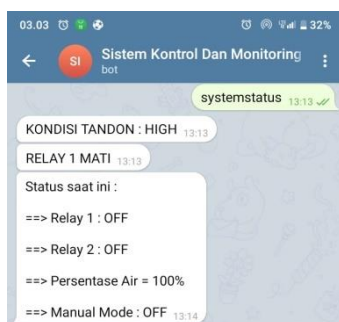 03.03 32%
SI Sistem Kontrol Dan Monitoring
bot
systemstatus 13:13
KONDISI TANDON : HIGH 13:13
RELAY 1 MATI 13:13
Status saat ini :
==> Relay 1 : OFF
==> Relay 2 : OFF
==> Persentase Air = 100%
==> Manual Mode : OFF 13:14